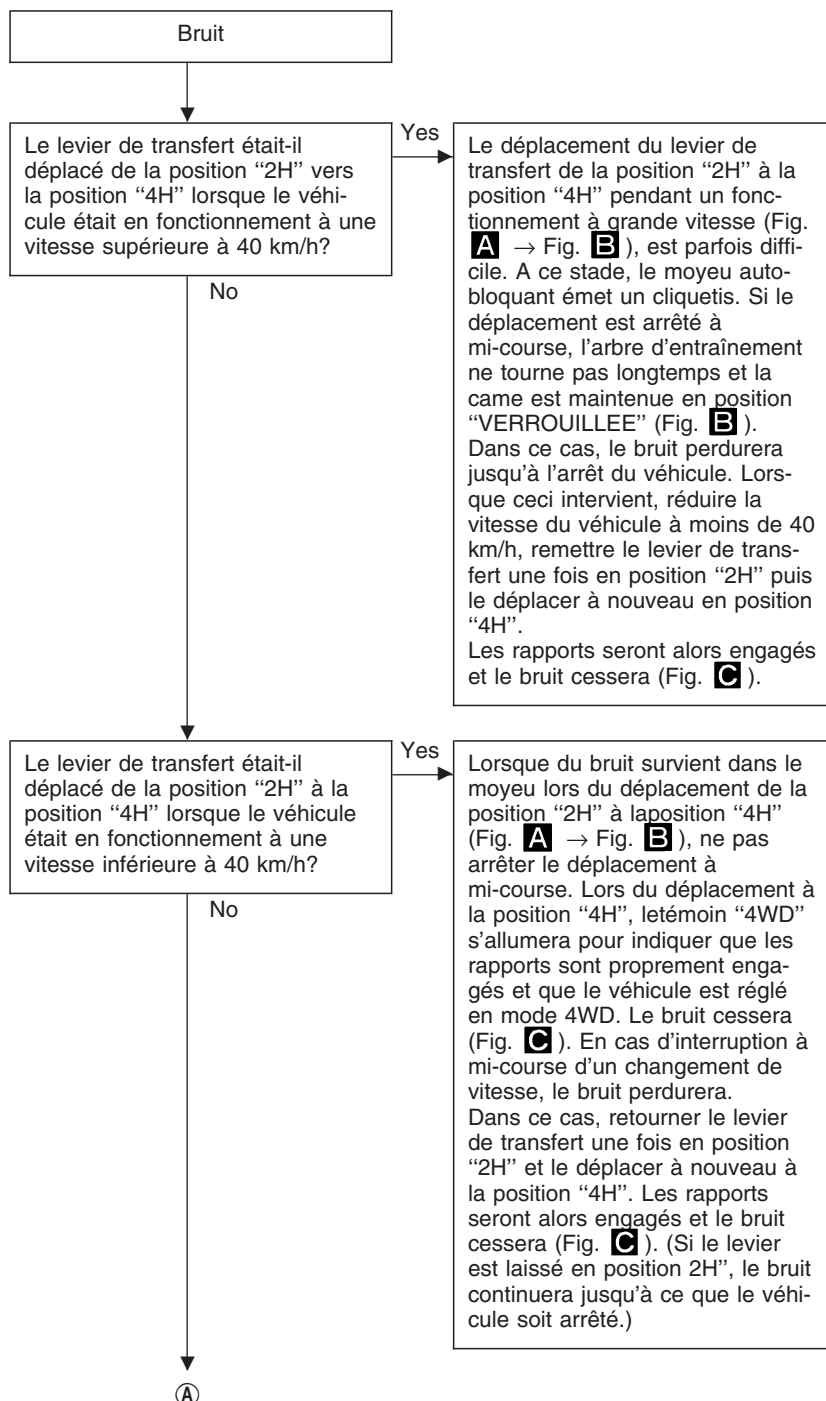 Bruit
Le levier de transfert était-il
déplacé de la position “2H” vers
la position “4H” lorsque le véhi-
cule était en fonctionnement à une
vitesse supérieure à 40 km/h?
Yes
Le déplacement du levier de
transfert de la position “2H” à la
position “4H” pendant un fonc-
tionnement à grande vitesse (Fig.
A → Fig. B ), est parfois diffi-
cile. A ce stade, le moyeu auto-
bloquant émet un cliquetis. Si le
déplacement est arrêté à
mi-course, l’arbre d’entraînement
ne tourne pas longtemps et la
came est maintenue en position
“VERROUILLEE” (Fig. B ).
Dans ce cas, le bruit perdurera
jusqu’à l’arrêt du véhicule. Lors-
que ceci intervient, réduire la
vitesse du véhicule à moins de 40
km/h, remettre le levier de trans-
fert une fois en position “2H” puis
le déplacer à nouveau en position
“4H”.
Les rapports seront alors engagés
et le bruit cessera (Fig. C ).
No
Le levier de transfert était-il
déplacé de la position “2H” à la
position “4H” lorsque le véhicule
était en fonctionnement à une
vitesse inférieure à 40 km/h?
Yes
Lorsque du bruit survient dans le
moyeu lors du déplacement de la
position “2H” à laposition “4H”
(Fig. A → Fig. B ), ne pas
arrêter le déplacement à
mi-course. Lors du déplacement à
la position “4H”, letémoin “4WD”
s’allumera pour indiquer que les
rapports sont proprement enga-
gés et que le véhicule est réglé
en mode 4WD. Le bruit cessera
(Fig. C ). En cas d’interruption à
mi-course d’un changement de
vitesse, le bruit perdurera.
Dans ce cas, retourner le levier
de transfert une fois en position
“2H” et le déplacer à nouveau à
la position “4H”. Les rapports
seront alors engagés et le bruit
cessera (Fig. C ). (Si le levier
est laissé en position 2H”, le bruit
continuera jusqu’à ce que le véhi-
cule soit arrêté.)
No
Ⓐ